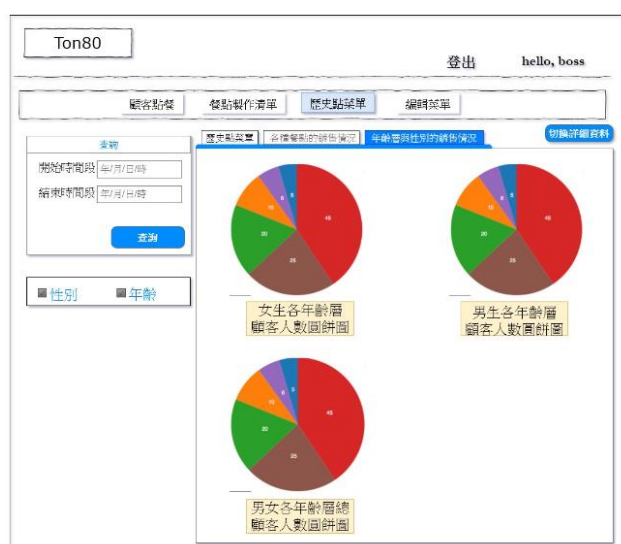 Ton80
登出 hello, boss
顧客點餐 餐點製作清單 歷史點菜單 編輯菜單
歷史點菜單 各種餐點的銷售情況 年齡層與性別的銷售情況 切換詳細資料
查詢
開始時間段 年/月/日/時
結束時間段 年/月/日/時
查詢
性別 年齡
45 25 20 10 6 5
45 25 20 10 6 5
女生各年齡層
顧客人數圓餅圖
男生各年齡層
顧客人數圓餅圖
45 25 20 10 6 5
男女各年齡層總
顧客人數圓餅圖